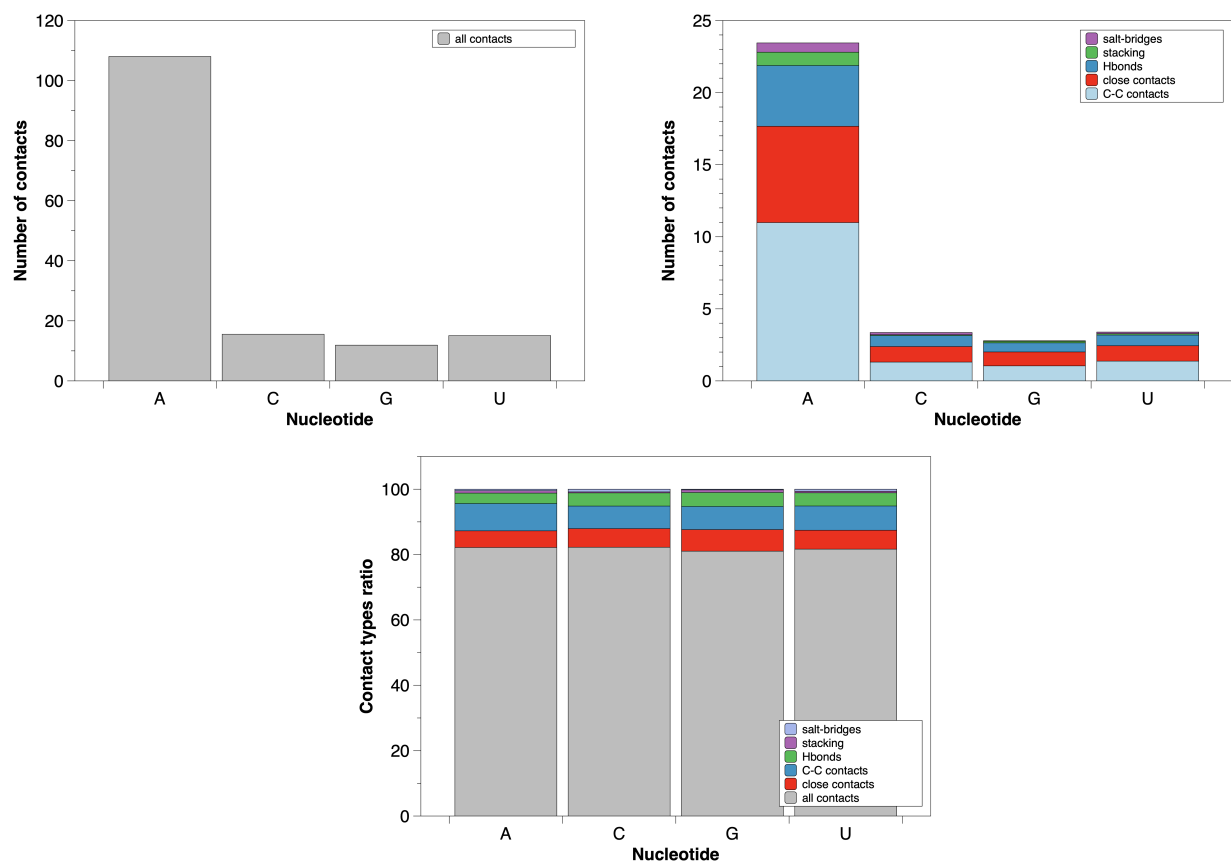 120
100
80
60
40
20
0
Number of contacts
all contacts
A C G U
Nucleotide
25
20
15
10
5
0
Number of contacts
salt-bridges
stacking
Hbonds
close contacts
C-C contacts
A C G U
Nucleotide
100
80
60
40
20
0
Contact types ratio
salt-bridges
stacking
Hbonds
C-C contacts
close contacts
all contacts
A C G U
Nucleotide